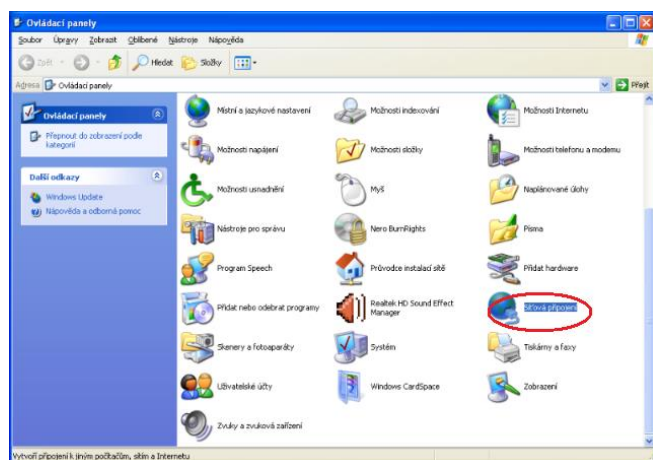 Ovládací panely
Soubor Úpravy Zobrazit Oblíbené Nástroje Nápověda
Zpět Hledat Složky
Adresa Ovládací panely Přejít
Ovládací panely
Přepnout do zobrazení podle
kategorií
Další odkazy
Windows Update
Nápověda a odborná pomoc
Místní a jazykové nastavení
Možnosti indexování
Možnosti Internetu
Možnosti napájení
Možnosti složky
Možnosti telefonu a modemu
Možnosti usnadnění
Myš
Naplánované úlohy
Nástroje pro správu
Nero BurnRights
Písma
Program Speech
Průvodce instalací sítě
Přidat hardware
Přidat nebo odebrat programy
Realtek HD Sound Effect
Manager
Síťová připojení
Skenery a fotoaparáty
Systém
Tiskárny a faxy
Uživatelské účty
Windows CardSpace
Zobrazení
Zvuky a zvuková zařízení
Vytvoří připojení k jiným počítačům, sítím a Internetu